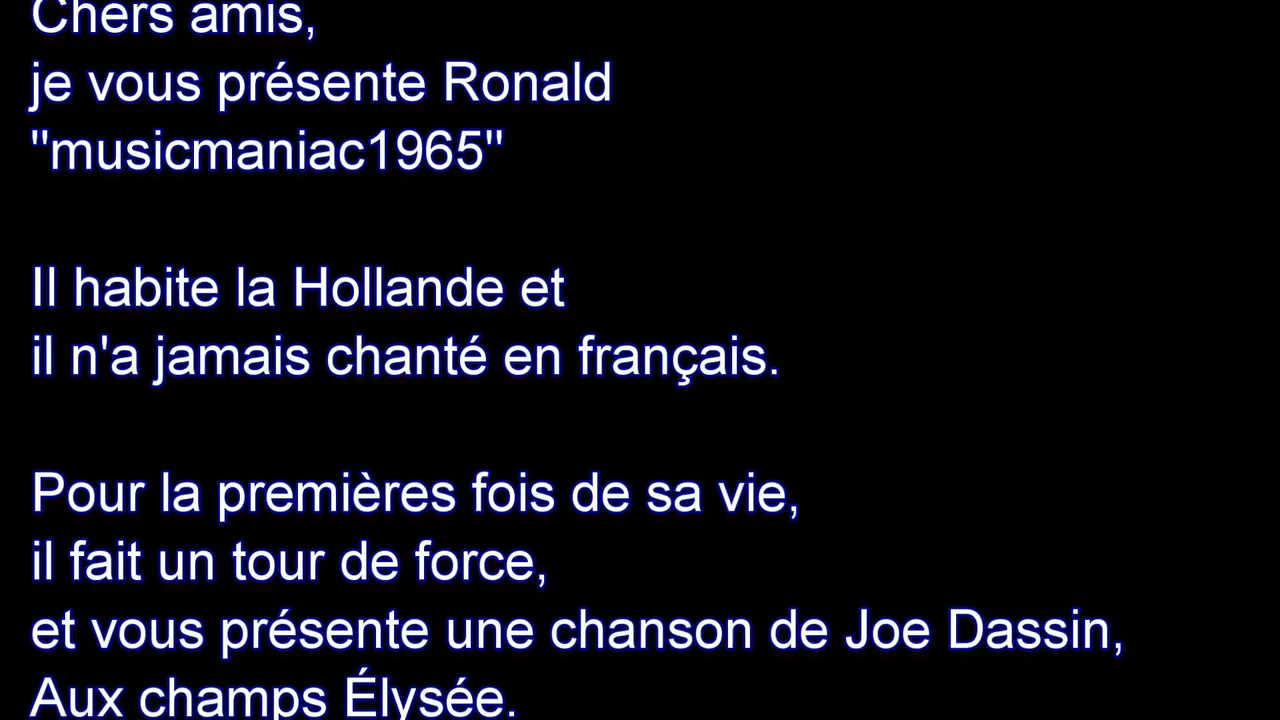 Chers amis,
je vous présente Ronald
"musicmaniac1965"
Il habite la Hollande et
il n'a jamais chanté en français.
Pour la premières fois de sa vie,
il fait un tour de force,
et vous présente une chanson de Joe Dassin,
Aux champs Élysée.